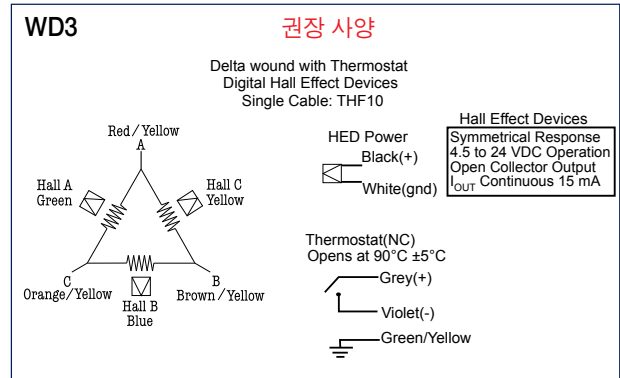 WD3
권장 사양
Delta wound with Thermostat
Digital Hall Effect Devices
Single Cable: THF10
Red/Yellow
A
Hall A
Green
Hall C
Yellow
C
Orange/Yellow
Hall B
Blue
B
Brown/Yellow
HED Power
Black(+)
White(gnd)
Hall Effect Devices
Symmetrical Response
4.5 to 24 VDC Operation
Open Collector Output
IOUT Continuous 15 mA
Thermostat(NC)
Opens at 90°C ±5°C
Grey(+)
Violet(-)
Green/Yellow